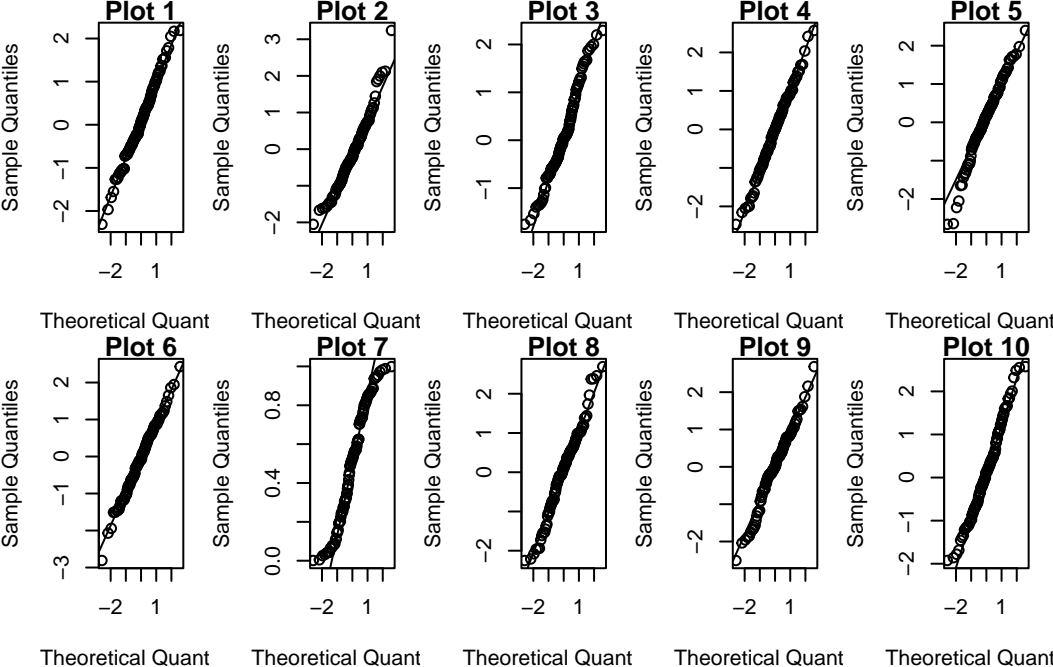 Plot 1 Plot 2 Plot 3 Plot 4 Plot 5
Sample Quantiles
−2 −1 0 1 2
−2 1
Theoretical Quant
Sample Quantiles
−2 0 2 3
−2 1
Theoretical Quant
Sample Quantiles
−1 0 1 2
−2 1
Theoretical Quant
Sample Quantiles
−2 0 1 2
−2 1
Theoretical Quant
Sample Quantiles
−2 0 1 2
−2 1
Theoretical Quant
Plot 6 Plot 7 Plot 8 Plot 9 Plot 10
Sample Quantiles
−3 −1 0 1 2
−2 1
Theoretical Quant
Sample Quantiles
0.0 0.4 0.8
−2 1
Theoretical Quant
Sample Quantiles
−2 0 1 2
−2 1
Theoretical Quant
Sample Quantiles
−2 0 1 2
−2 1
Theoretical Quant
Sample Quantiles
−2 −1 0 1 2
−2 1
Theoretical Quant